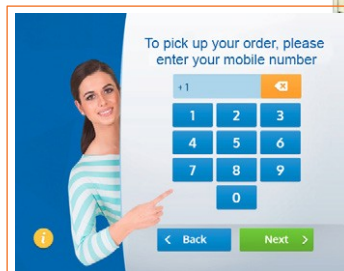 To pick up your order, please
enter your mobile number
+1
1 2 3
4 5 6
7 8 9
0
i
Back Next